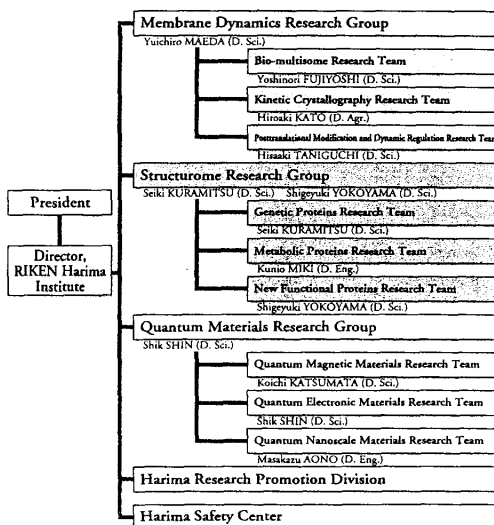 Membrane Dynamics Research Group
Yuichiro MAEDA (D. Sci.)
Bio-multisome Research Team
Yoshinori FUJIYOSHI (D. Sci.)
Kinetic Crystallography Research Team
Hiroaki KATO (D. Agr.)
Posttranslational Modification and Dynamic Regulation Research Team
Hisaaki TANIGUCHI (D. Sci.)
Structurome Research Group
Seiki KURAMITSU (D. Sci.) Shigeyuki YOKOYAMA (D. Sci.)
President
Genetic Proteins Research Team
Seiki KURAMITSU (D. Sci.)
Director,
RIKEN Harima
Institute
Metabolic Proteins Research Team
Kunio MIKI (D. Eng.)
New Functional Proteins Research Team
Shigeyuki YOKOYAMA (D. Sci.)
Quantum Materials Research Group
Shik SHIN (D. Sci.)
Quantum Magnetic Materials Research Team
Koichi KATSUMATA (D. Sci.)
Quantum Electronic Materials Research Team
Shik SHIN (D. Sci.)
Quantum Nanoscale Materials Research Team
Masakazu AONO (D. Eng.)
Harima Research Promotion Division
Harima Safety Center